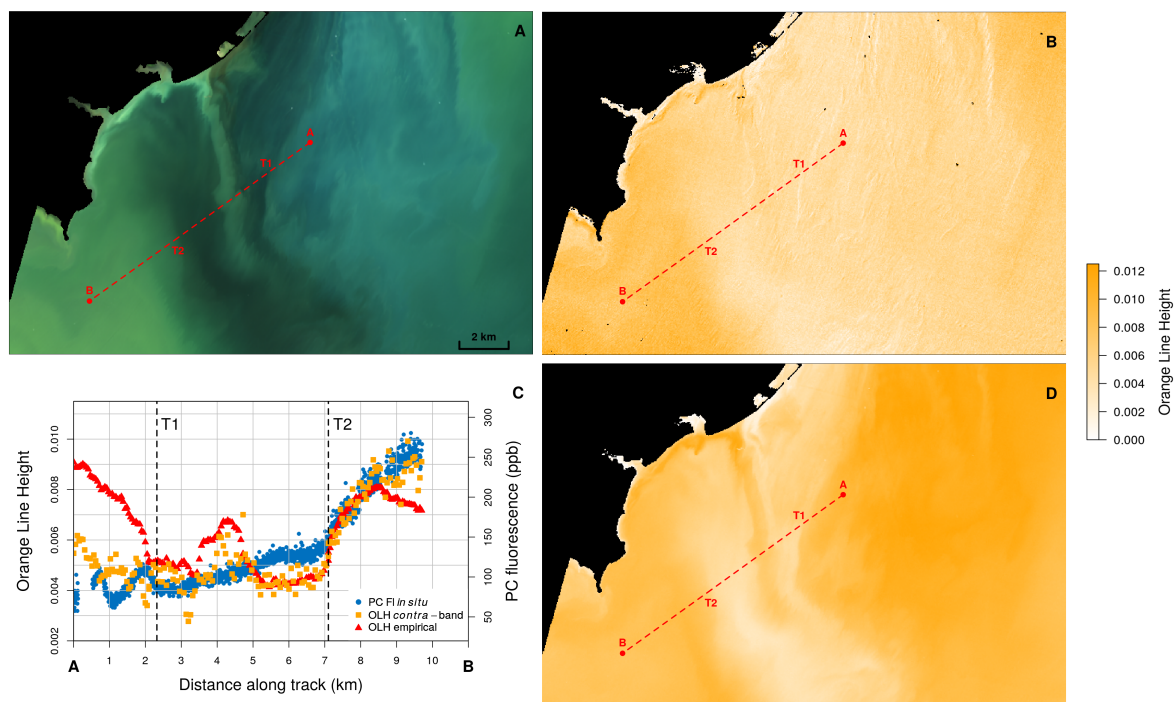 A
A
T1
T2
B
2 km
B
A
T1
T2
B
0.012
0.010
0.008
0.006
0.004
0.002
0.000
Orange Line Height
C
T1
T2
0.010
0.008
0.006
0.004
0.002
Orange Line Height
300
250
200
150
100
50
PC fluorescence (ppb)
PC Fl in situ
OLH contra − band
OLH empirical
A
1 2 3 4 5 6 7 8 9 10
B
Distance along track (km)
D
A
T1
T2
B